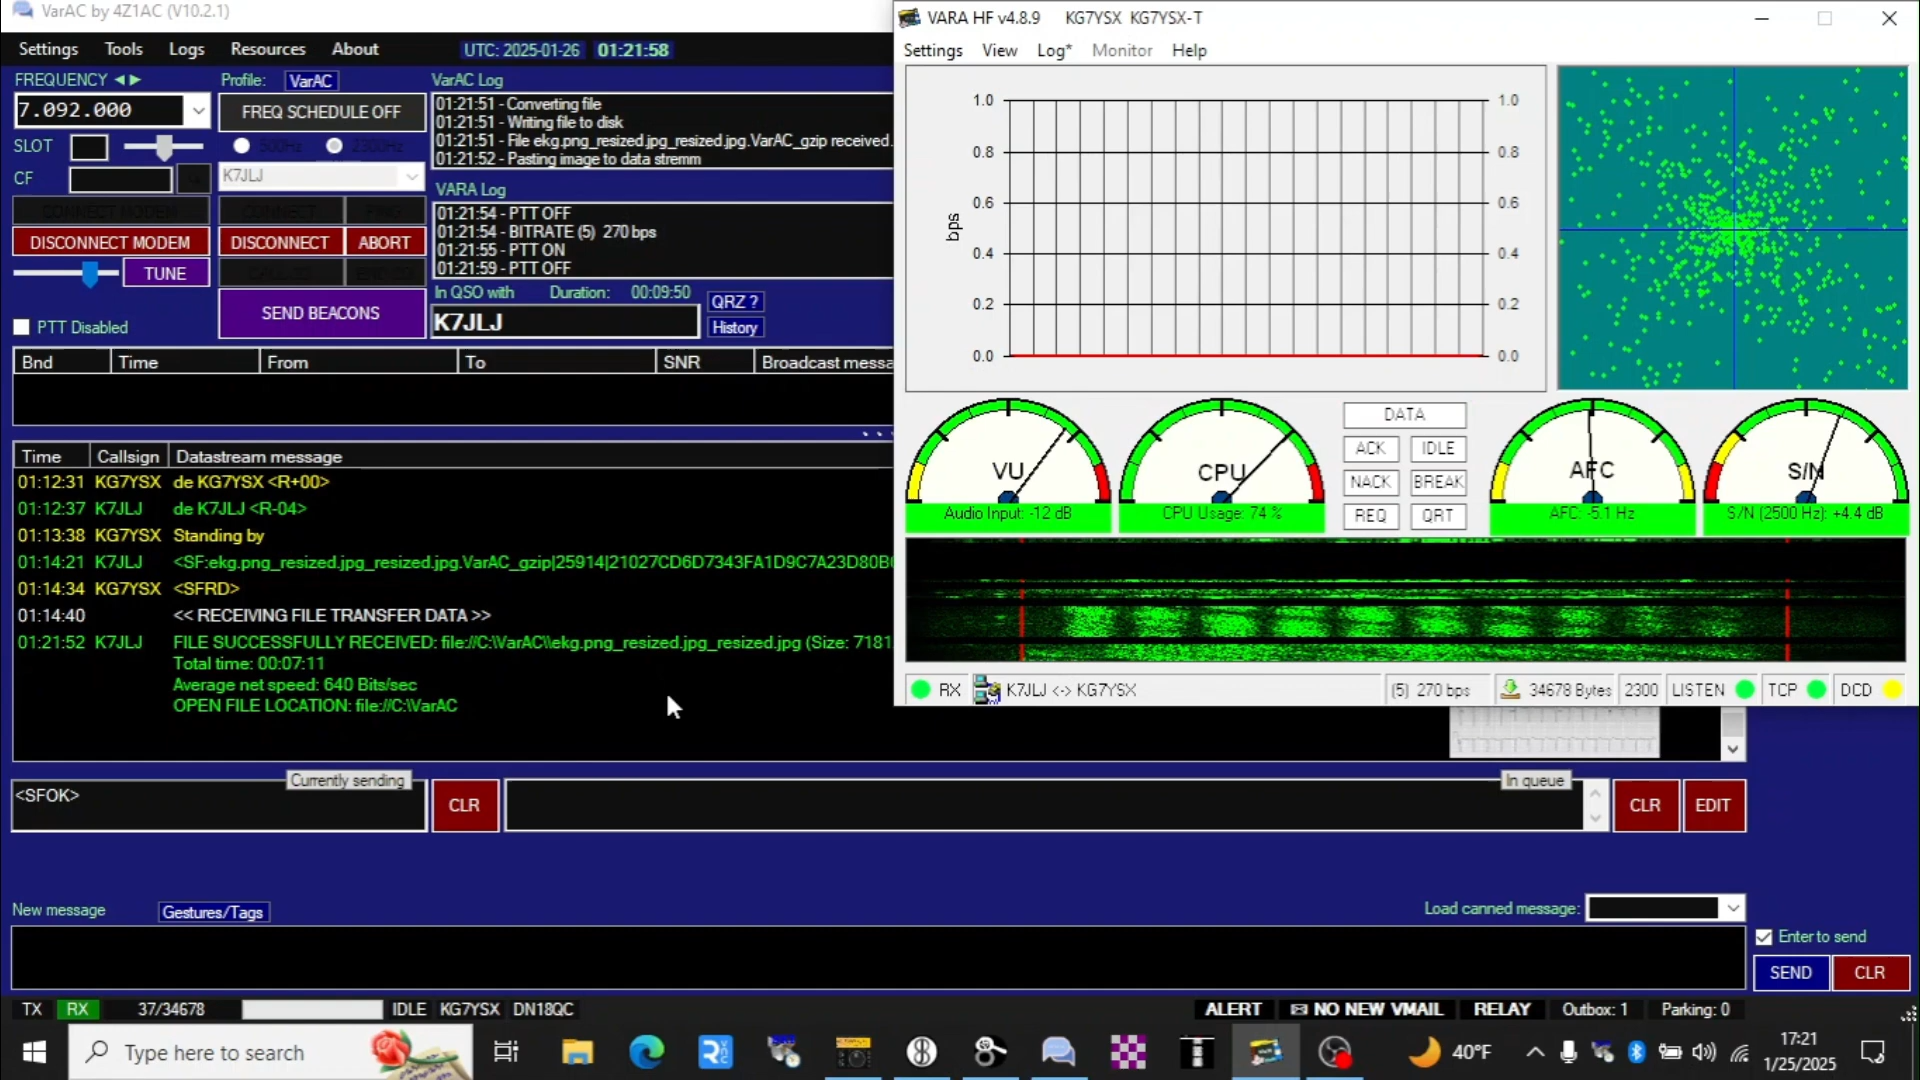 VarAC by 4Z1AC (V10.2.1)
Settings Tools Logs Resources About UTC: 2025-01-26 01:21:58
FREQUENCY ◄ ► Profile: VarAC
7.092.000
FREQ SCHEDULE OFF
SLOT
CF K7JLJ
DISCONNECT MODEM DISCONNECT ABORT
TUNE
SEND BEACONS
PTT Disabled
VarAC Log
01:21:51 - Converting file
01:21:51 - Writing file to disk
01:21:51 - File ekg.png_resized.jpg_resized.jpg.VarAC_gzip received.
01:21:52 - Pasting image to data stremm
VARA Log
01:21:54 - PTT OFF
01:21:54 - BITRATE (5) 270 bps
01:21:55 - PTT ON
01:21:59 - PTT OFF
In QSO with Duration: 00:09:50 QRZ ?
K7JLJ History
Bnd Time From To SNR Broadcast messa
Time Callsign Datastream message
01:12:31 KG7YSX de KG7YSX <R+00>
01:12:37 K7JLJ de K7JLJ <R-04>
01:13:38 KG7YSX Standing by
01:14:21 K7JLJ <SF:ekg.png_resized.jpg_resized.jpg.VarAC_gzip|25914|21027CD6D7343FA1D9C7A23D80B
01:14:34 KG7YSX <SFRD>
01:14:40 << RECEIVING FILE TRANSFER DATA >>
01:21:52 K7JLJ FILE SUCCESSFULLY RECEIVED: file://C:\VarAC\\ekg.png_resized.jpg_resized.jpg (Size: 7181
Total time: 00:07:11
Average net speed: 640 Bits/sec
OPEN FILE LOCATION: file://C:\VarAC
VARA HF v4.8.9 KG7YSX KG7YSX-T
Settings View Log* Monitor Help
bps
1.0 1.0
0.8 0.8
0.6 0.6
0.4 0.4
0.2 0.2
0.0 0.0
VU
Audio Input: -12 dB
CPU
CPU Usage: 74 %
DATA
ACK IDLE
NACK BREAK
REQ QRT
AFC
AFC: -5.1 Hz
S/N
S/N (2500 Hz): +4.4 dB
RX K7JLJ <-> KG7YSX (5) 270 bps 34678 Bytes 2300 LISTEN TCP DCD
Currently sending In queue
<SFOK> CLR CLR EDIT
New message Gestures/Tags Load canned message:
Enter to send
SEND CLR
TX RX 37/34678 IDLE KG7YSX DN18QC ALERT NO NEW VMAIL RELAY Outbox: 1 Parking: 0
Type here to search 40°F 17:21
1/25/2025